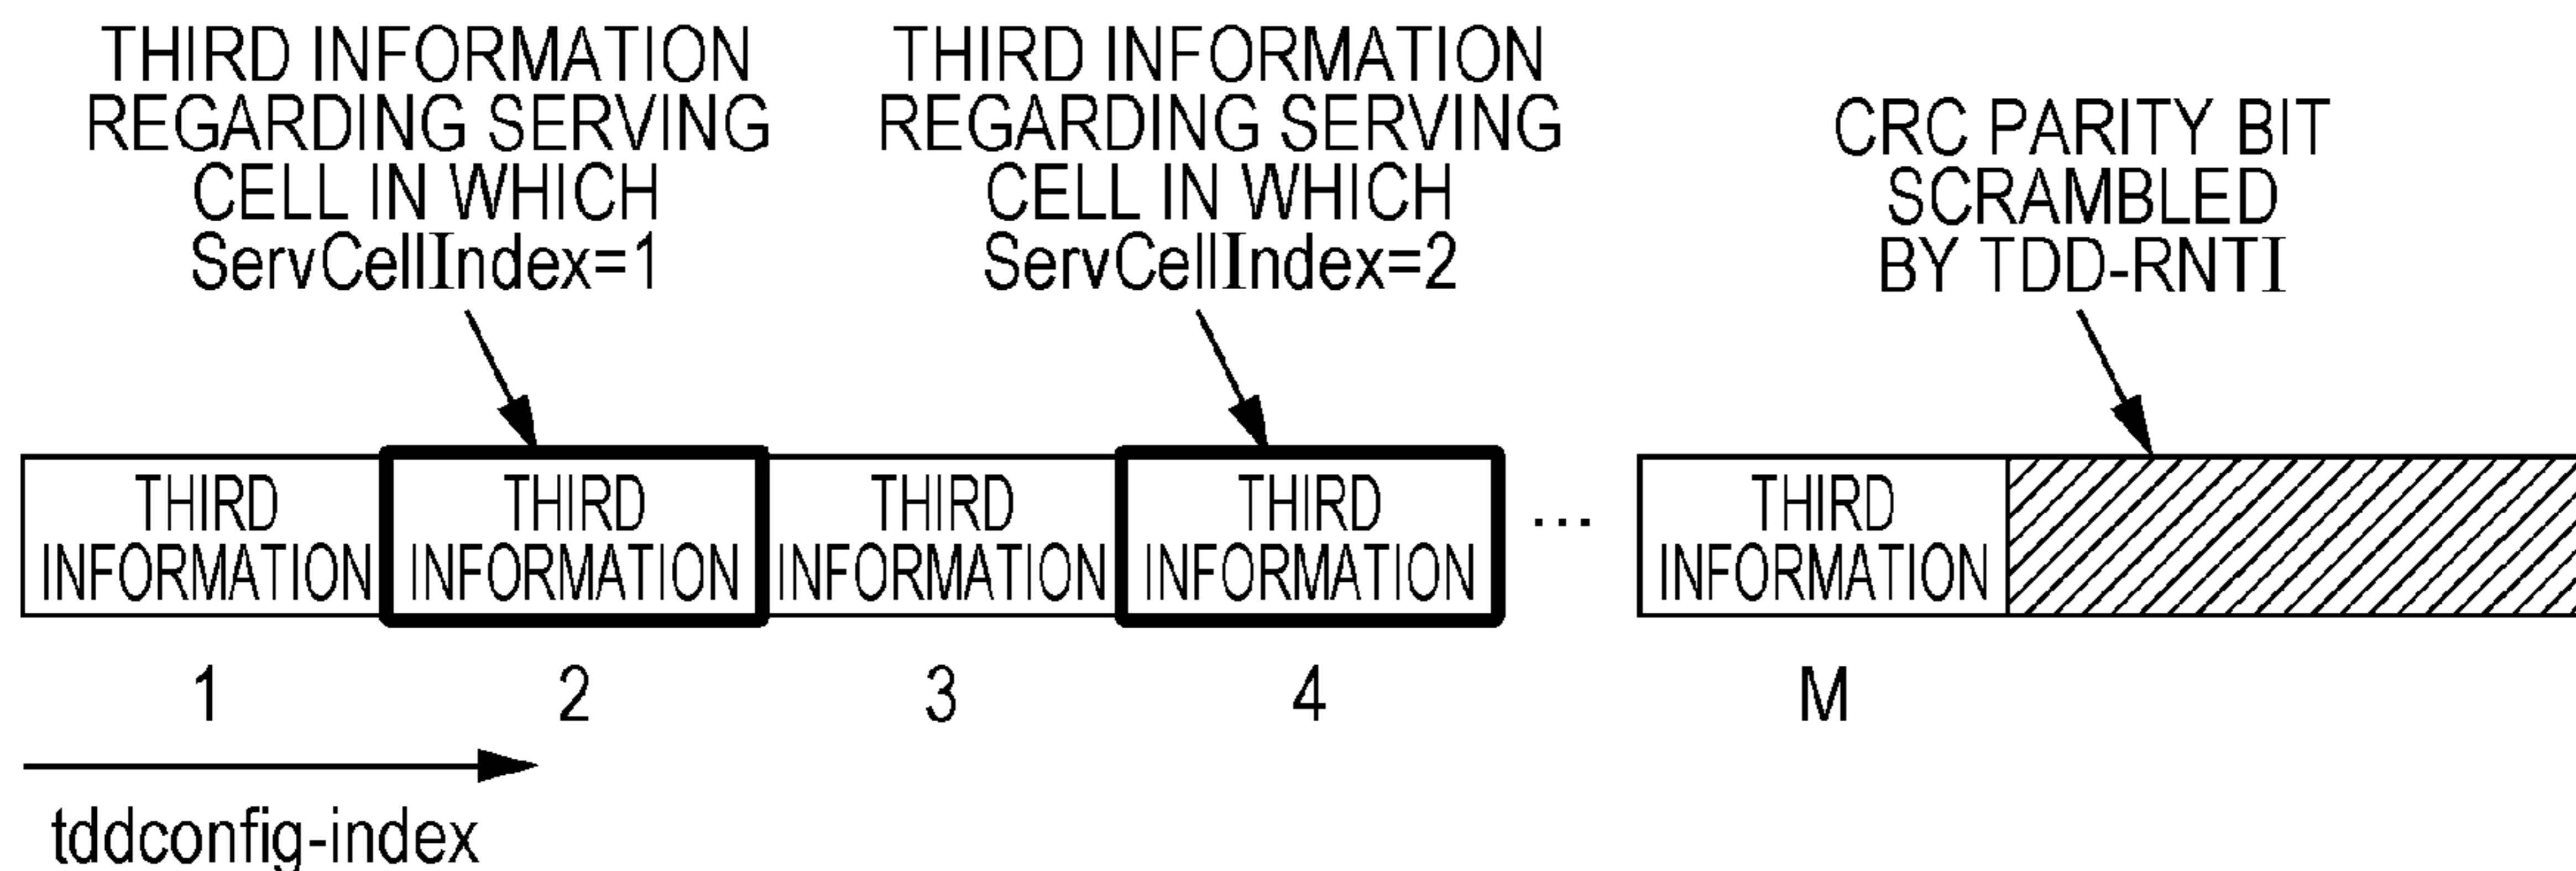 THIRD INFORMATION
REGARDING SERVING
CELL IN WHICH
ServCellIndex=1
THIRD INFORMATION
REGARDING SERVING
CELL IN WHICH
ServCellIndex=2
CRC PARITY BIT
SCRAMBLED
BY TDD-RNTI
THIRD
INFORMATION
THIRD
INFORMATION
THIRD
INFORMATION
THIRD
INFORMATION
...
THIRD
INFORMATION
1
2
3
4
M
tddconfig-index